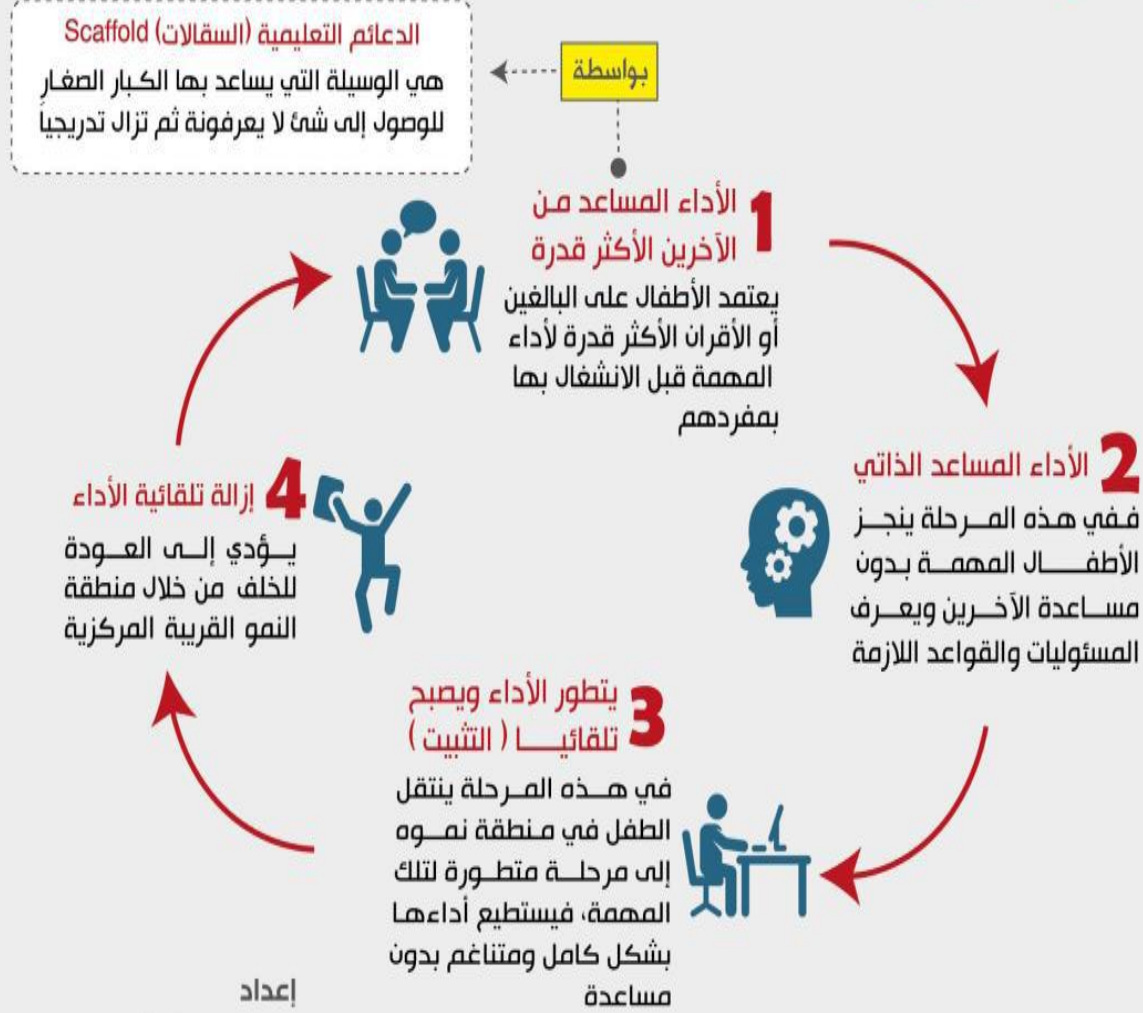 الدعائم التعليمية (السقالات) Scaffold
هي الوسيلة التي يساعد بها الكبار الصغار
للوصول إلى شئ لا يعرفونة ثم تزال تدريجياً
بواسطة
1 الأداء المساعد من
الآخرين الأكثر قدرة
يعتمد الأطفال على البالغين
أو الأقران الأكثر قدرة لأداء
المهمة قبل الانشغال بها
بمفردهم
2 الأداء المساعد الذاتي
ففي هذه المرحلة ينجز
الأطفال المهمة بدون
مساعدة الآخرين ويعرف
المسئوليات والقواعد اللازمة
3 يتطور الأداء ويصبح
تلقائيا ( التثبيت )
في هذه المرحلة ينتقل
الطفل في منطقة نموه
إلى مرحلة متطورة لتلك
المهمة، فيستطيع أداءها
بشكل كامل ومتناغم بدون
مساعدة
4 إزالة تلقائية الأداء
يؤدي إلى العودة
للخلف من خلال منطقة
النمو القريبة المركزية
إعداد